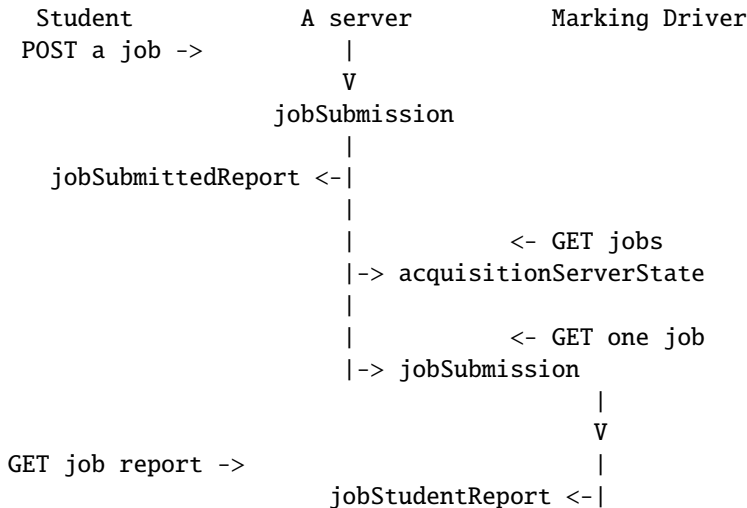 Student A server Marking Driver
POST a job -> |
V
jobSubmission
|
jobSubmittedReport <-|
|
| <- GET jobs
|-> acquisitionServerState
|
| <- GET one job
|-> jobSubmission
|
V
GET job report -> |
jobStudentReport <-|